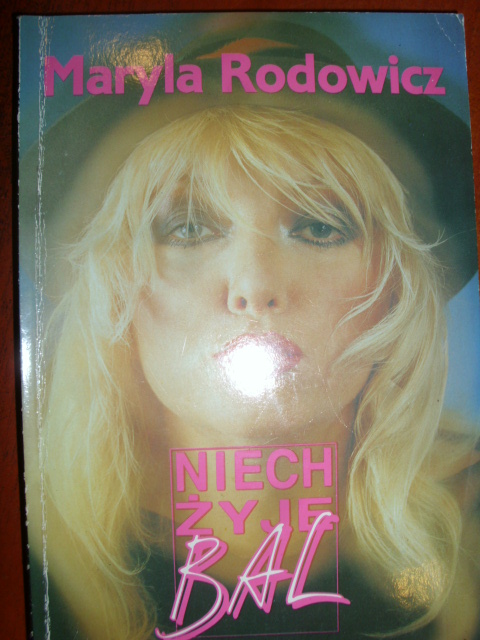 Maryla Rodowicz
NIECH
ŻYJE
BAL